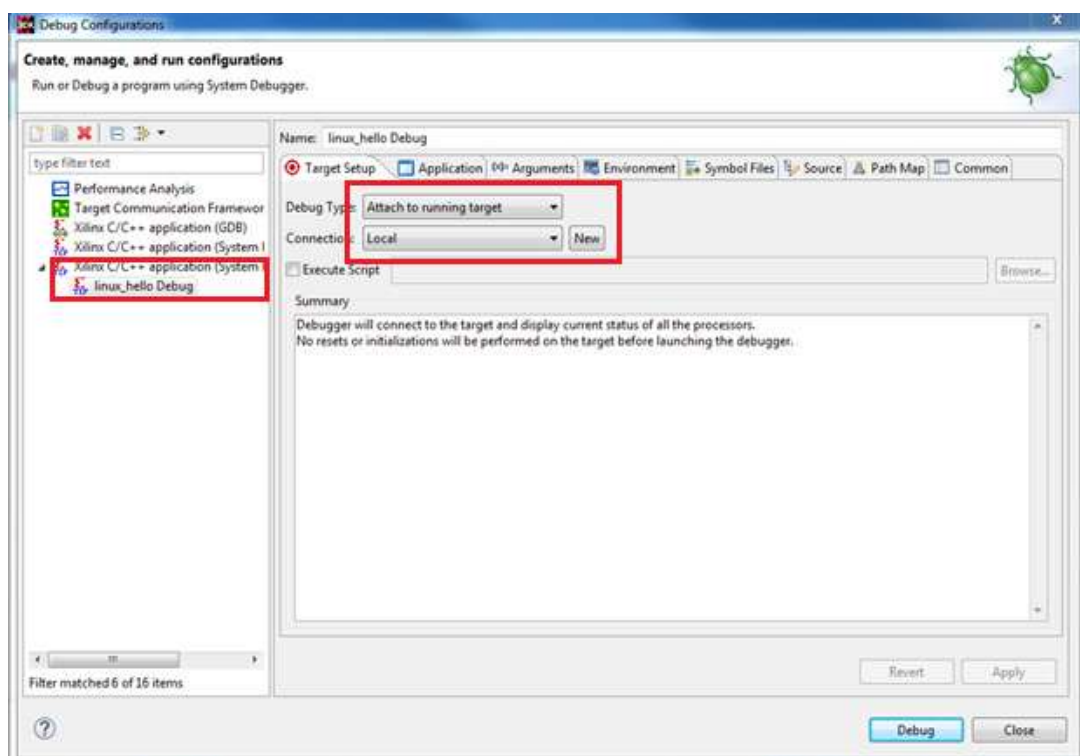 Debug Configurations
Create, manage, and run configurations
Run or Debug a program using System Debugger.
type filter text
Performance Analysis
Target Communication Framewor
Xilinx C/C++ application (GDB)
Xilinx C/C++ application (System
Xilinx C/C++ application (System
linux_hello Debug
Filter matched 6 of 16 items
Name: linux_hello Debug
Target Setup Application Arguments Environment Symbol Files Source Path Map Common
Debug Type: Attach to running target
Connection: Local New
Execute Script Browse...
Summary
Debugger will connect to the target and display current status of all the processors.
No resets or initializations will be performed on the target before launching the debugger.
Revert Apply
Debug Close